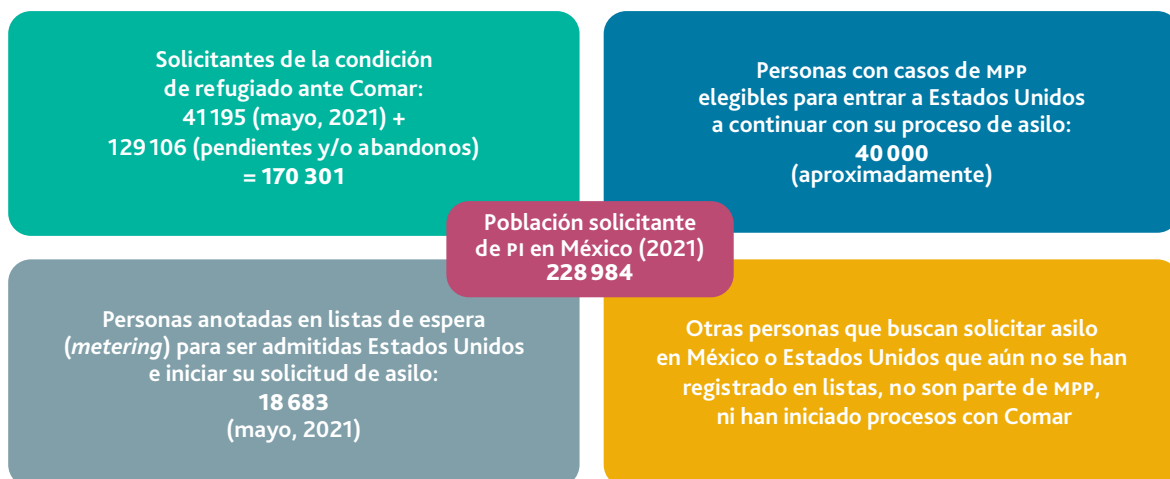 Solicitantes de la condición
de refugiado ante Comar:
41 195 (mayo, 2021) +
129 106 (pendientes y/o abandonos)
= 170 301
Personas con casos de MPP
elegibles para entrar a Estados Unidos
a continuar con su proceso de asilo:
40 000
(aproximadamente)
Población solicitante
de PI en México (2021)
228 984
Personas anotadas en listas de espera
(metering) para ser admitidas Estados Unidos
e iniciar su solicitud de asilo:
18 683
(mayo, 2021)
Otras personas que buscan solicitar asilo
en México o Estados Unidos que aún no se han
registrado en listas, no son parte de MPP,
ni han iniciado procesos con Comar